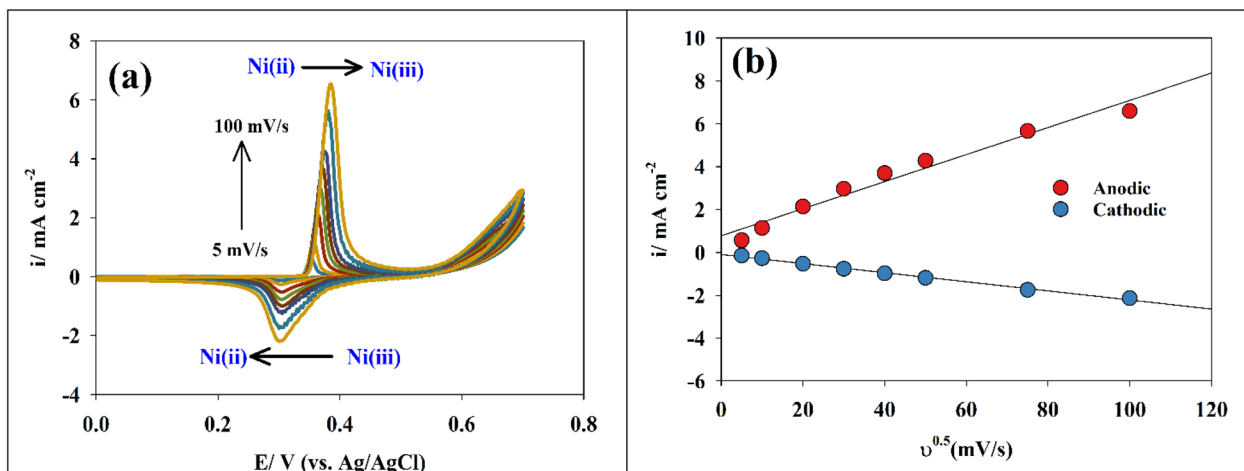 (a)
Ni(ii) Ni(iii)
100 mV/s
5 mV/s
Ni(ii) Ni(iii)
i/ mA cm-2
8
6
4
2
0
-2
-4
0.0 0.2 0.4 0.6 0.8
E/ V (vs. Ag/AgCl)
(b)
Anodic
Cathodic
i/ mA cm-2
10
8
6
4
2
0
-2
-4
-6
0 20 40 60 80 100 120
υ0.5(mV/s)